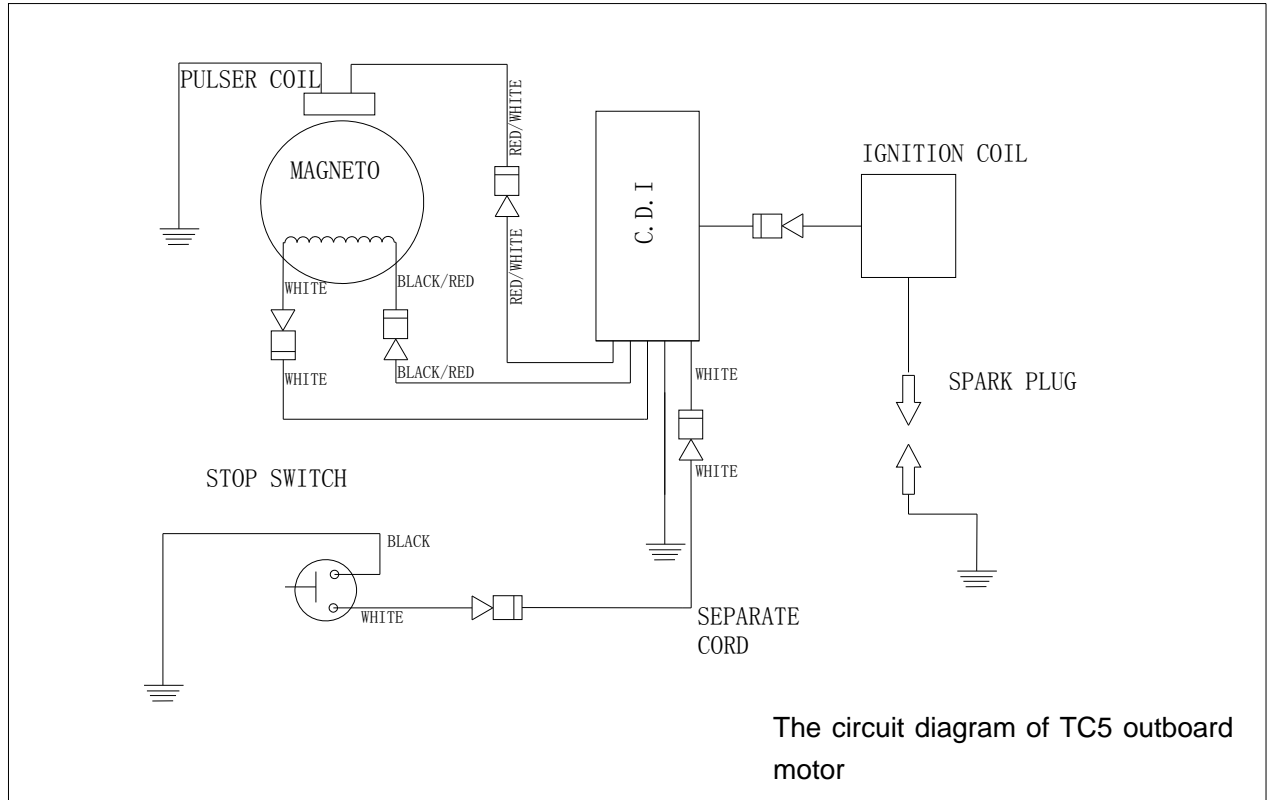 PULSER COIL
MAGNETO
RED/WHITE
RED/WHITE
C.D.I
IGNITION COIL
WHITE
BLACK/RED
WHITE
BLACK/RED
WHITE
SPARK PLUG
WHITE
STOP SWITCH
BLACK
WHITE
SEPARATE
CORD
The circuit diagram of TC5 outboard
motor